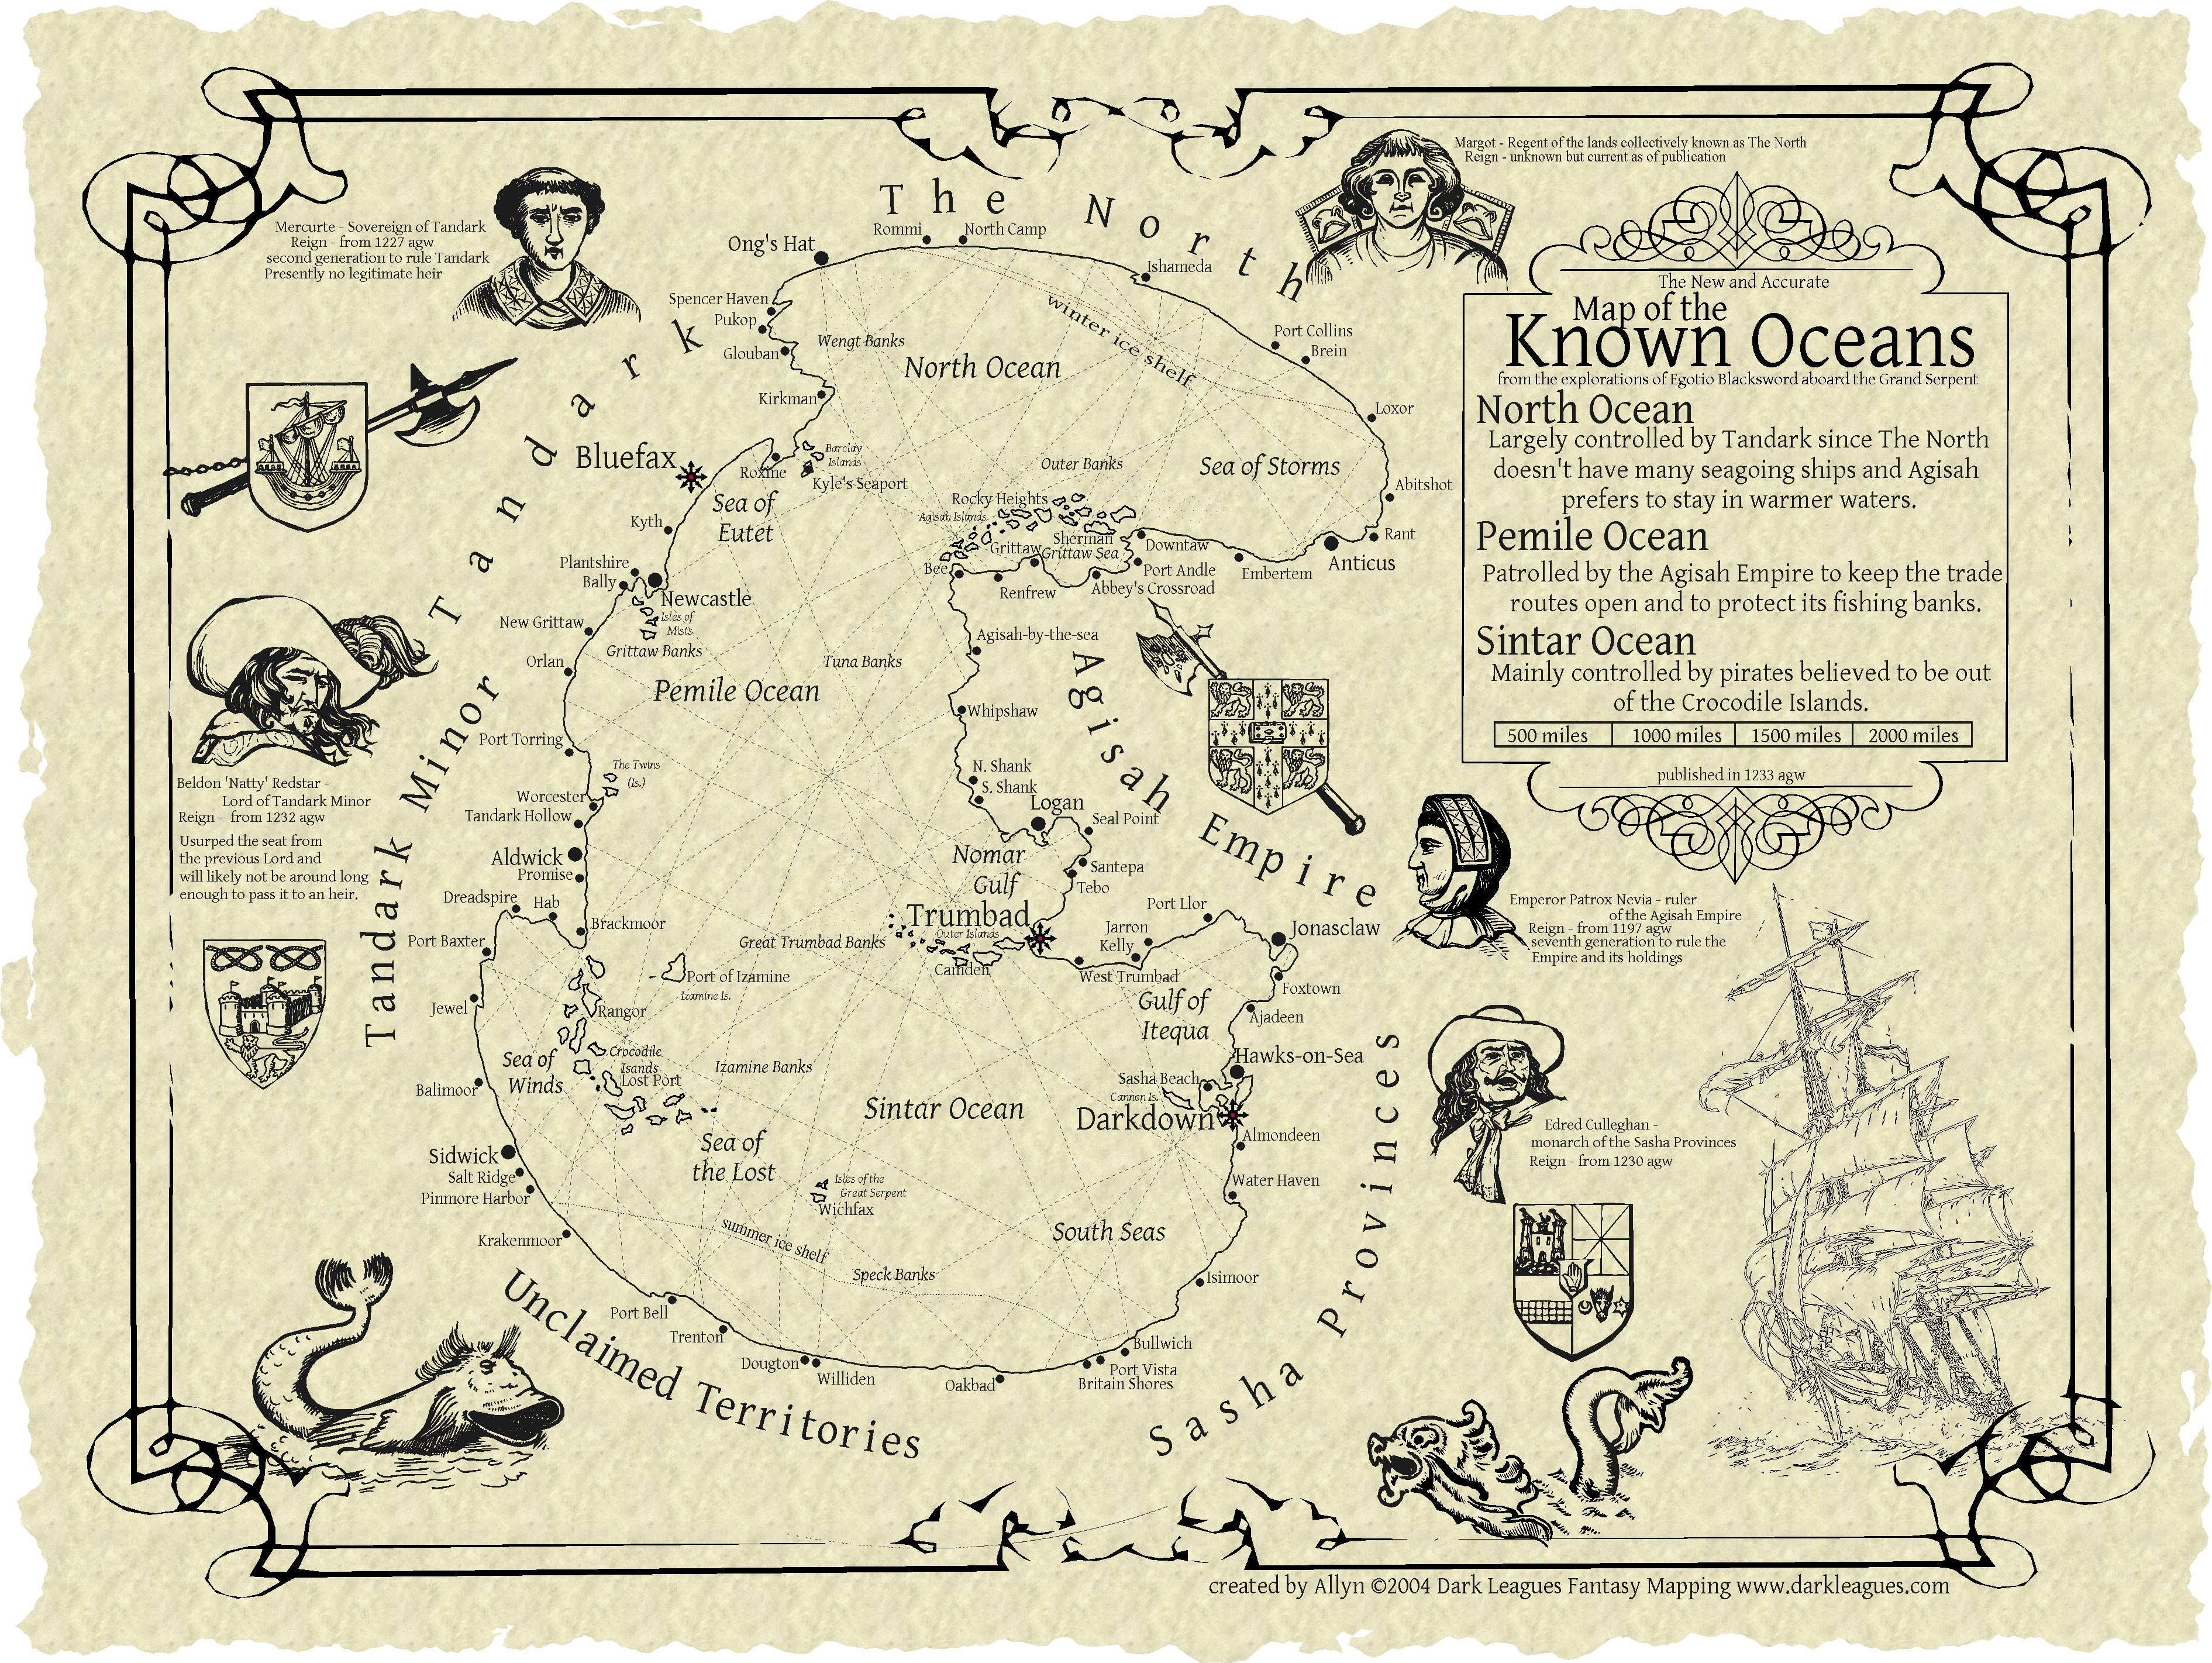 The North
Margot - Regent of the lands collectively known as The North
Reign - unknown but current as of publication
Mercurte - Sovereign of Tandark
Reign - from 1227 agw
second generation to rule Tandark
Presently no legitimate heir
Rommi
North Camp
Ong's Hat
Ishameda
Spencer Haven
Pukop
Glouban
Kirkman
Wengt Banks
North Ocean
winter ice shelf
Port Collins
Brein
Loxor
The New and Accurate
Map of the
Known Oceans
from the explorations of Egotio Blacksword aboard the Grand Serpent
North Ocean
Largely controlled by Tandark since The North
doesn't have many seagoing ships and Agisah
prefers to stay in warmer waters.
Pemile Ocean
Patrolled by the Agisah Empire to keep the trade
routes open and to protect its fishing banks.
Sintar Ocean
Mainly controlled by pirates believed to be out
of the Crocodile Islands.
500 miles
1000 miles
1500 miles
2000 miles
published in 1233 agw
Tandark
Bluefax
Roxine
Barclay
Islands
Kyle's Seaport
Outer Banks
Sea of Storms
Abitshot
Rant
Anticus
Sea of
Eutet
Kyth
Rocky Heights
Agisah Islands
Grittaw
Sherman
Grittaw Sea
Downtaw
Bee
Renfrew
Port Andle
Abbey's Crossroad
Embertem
Plantshire
Bally
Newcastle
Isles of
Mists
New Grittaw
Grittaw Banks
Orlan
Tuna Banks
Pemile Ocean
Agisah-by-the-sea
Whipshaw
Agisah Empire
Port Torring
The Twins
(Is.)
Worcester
Tandark Hollow
N. Shank
S. Shank
Logan
Seal Point
Tandark Minor
Beldon 'Natty' Redstar -
Lord of Tandark Minor
Reign - from 1232 agw
Usurped the seat from
the previous Lord and
will likely not be around long
enough to pass it to an heir.
Aldwick
Promise
Nomar
Gulf
Santepa
Tebo
Dreadspire
Hab
Brackmoor
Port Baxter
Trumbad
Outer Islands
Great Trumbad Banks
Camden
Port Llor
Jarron
Kelly
Jonasclaw
West Trumbad
Emperor Patrox Nevia - ruler
of the Agisah Empire
Reign - from 1197 agw
seventh generation to rule the
Empire and its holdings
Port of Izamine
Izamine Is.
Foxtown
Gulf of
Itequa
Ajadeen
Jewel
Rangor
Crocodile
Isands
Lost Port
Sea of
Winds
Izamine Banks
Hawks-on-Sea
Sasha Beach
Cannon Is.
Darkdown
Balimoor
Sintar Ocean
Almondeen
Edred Culleghan -
monarch of the Sasha Provinces
Reign - from 1230 agw
Sea of
the Lost
Sidwick
Salt Ridge
Pinmore Harbor
Isles of the
Great Serpent
Wichfax
Water Haven
Krakenmoor
summer ice shelf
South Seas
Speck Banks
Isimoor
Sasha Provinces
Port Bell
Trenton
Dougton
Williden
Oakbad
Bullwich
Port Vista
Britain Shores
Unclaimed Territories
created by Allyn ©2004 Dark Leagues Fantasy Mapping www.darkleagues.com